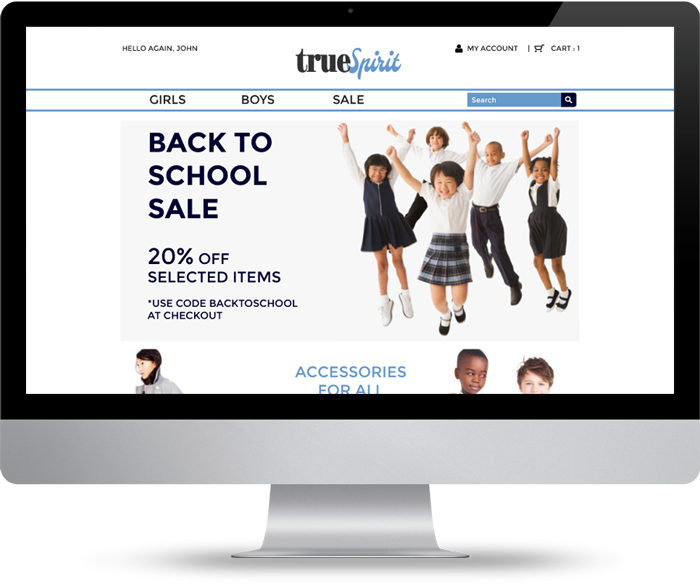 HELLO AGAIN, JOHN
trueSpirit
MY ACCOUNT | CART : 1
GIRLS BOYS SALE
Search
BACK TO
SCHOOL
SALE
20% OFF
SELECTED ITEMS
*USE CODE BACKTOSCHOOL
AT CHECKOUT
ACCESSORIES
FOR ALL